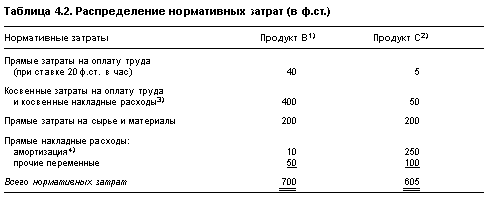 Таблица 4.2. Распределение нормативных затрат (в ф.ст.)
Нормативные затраты Продукт B1) Продукт C2)
Прямые затраты на оплату труда
(при ставке 20 ф.ст. в час) 40 5
Косвенные затраты на оплату труда
и косвенные накладные расходы3) 400 50
Прямые затраты на сырье и материалы 200 200
Прямые накладные расходы:
амортизация4) 10 250
прочие переменные 50 100
Всего нормативных затрат 700 605